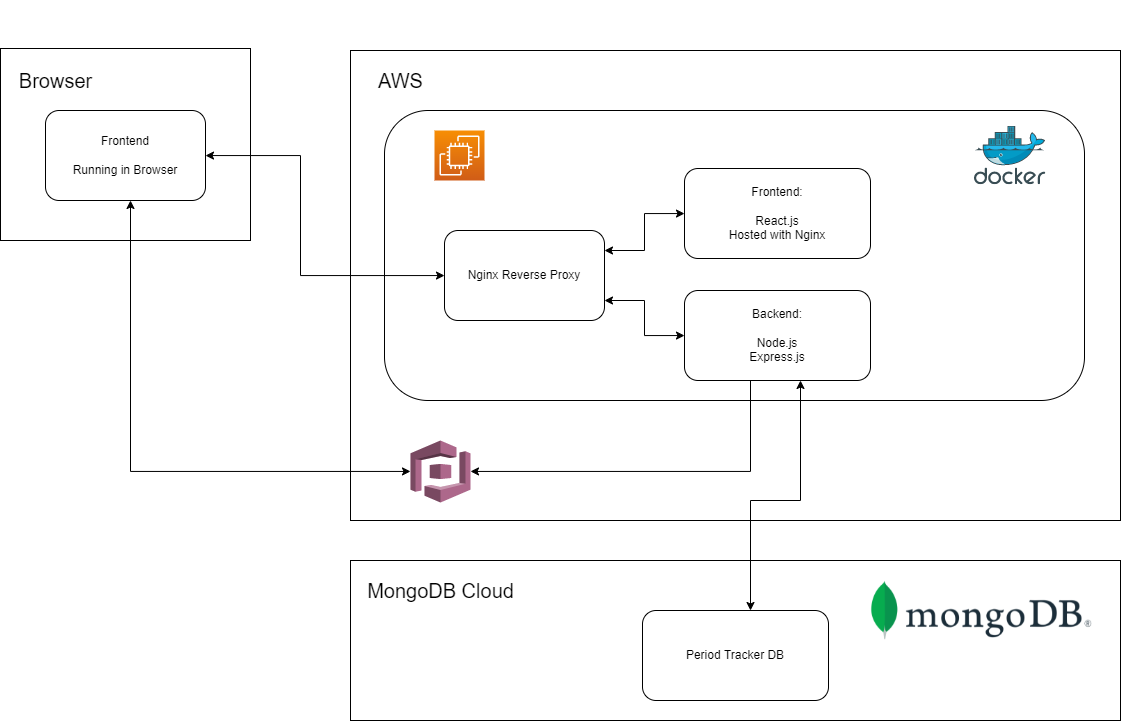 Browser
Frontend
Running in Browser
AWS
docker
Frontend:
React.js
Hosted with Nginx
Nginx Reverse Proxy
Backend:
Node.js
Express.js
MongoDB Cloud
mongoDB®
Period Tracker DB